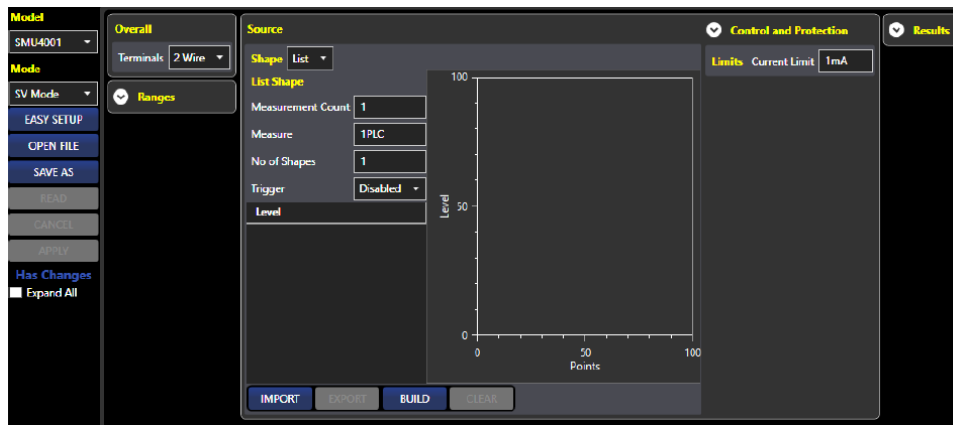 Model
SMU4001
Mode
SV Mode
EASY SETUP
OPEN FILE
SAVE AS
READ
CANCEL
APPLY
Has Changes
Expand All
Overall
Terminals 2 Wire
Ranges
Source
Shape List
List Shape
Measurement Count 1
Measure 1PLC
No of Shapes 1
Trigger Disabled
Level
100
50
0
Level
0 50 100
Points
IMPORT EXPORT BUILD CLEAR
Control and Protection
Limits Current Limit 1mA
Results